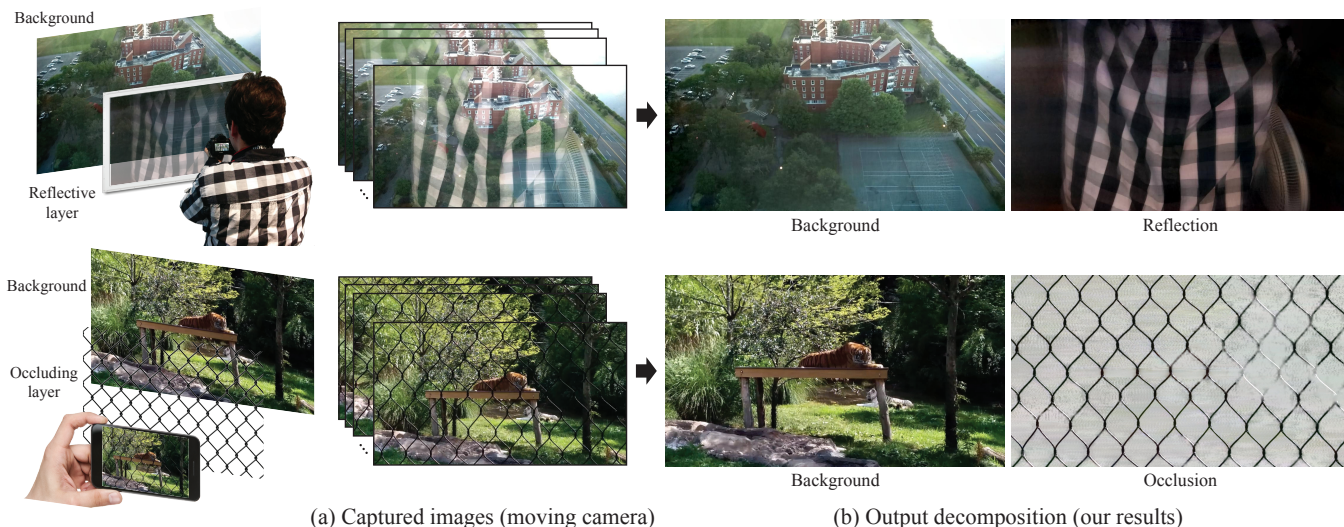 Background
Reflective
layer
Background
Reflection
Background
Occluding
layer
Background
Occlusion
(a) Captured images (moving camera)
(b) Output decomposition (our results)